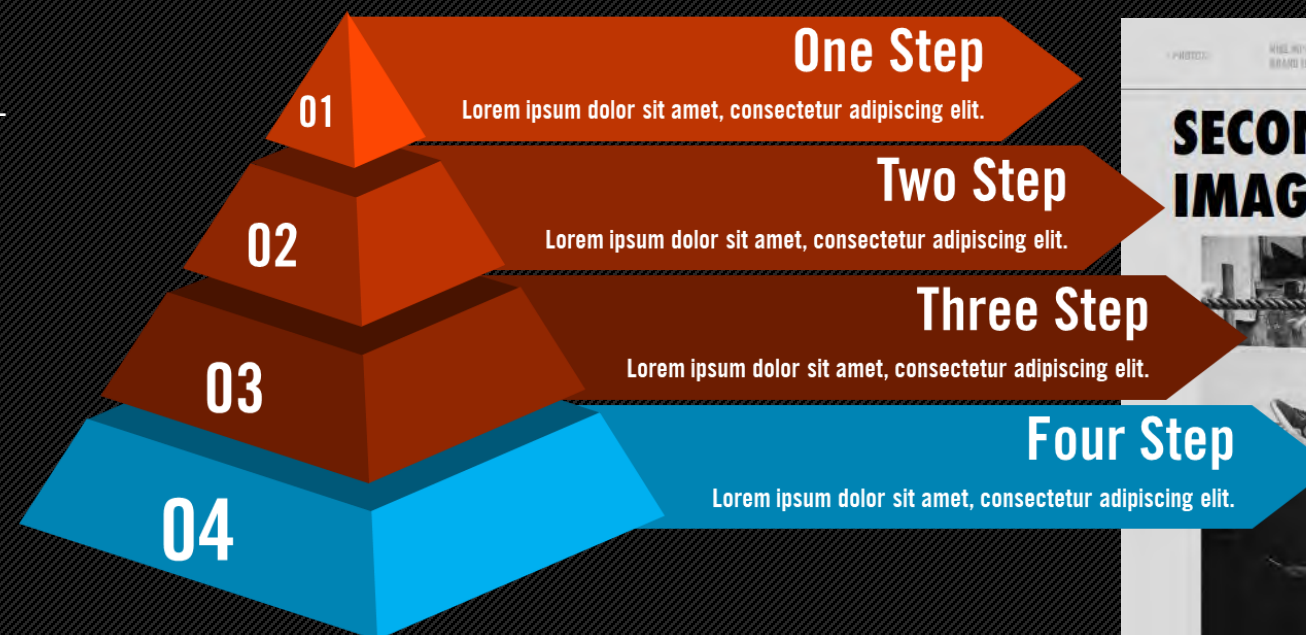 01
One Step
Lorem ipsum dolor sit amet, consectetur adipiscing elit.
02
Two Step
Lorem ipsum dolor sit amet, consectetur adipiscing elit.
03
Three Step
Lorem ipsum dolor sit amet, consectetur adipiscing elit.
04
Four Step
Lorem ipsum dolor sit amet, consectetur adipiscing elit.